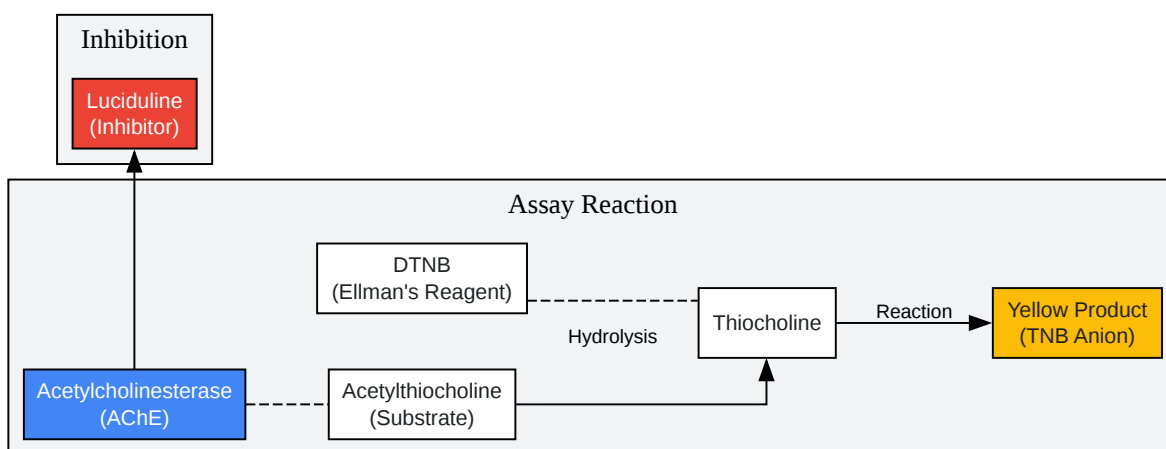 Inhibition
Luciduline
(Inhibitor)
Assay Reaction
DTNB
(Ellman's Reagent)
Hydrolysis
Thiocholine
Reaction
Yellow Product
(TNB Anion)
Acetylcholinesterase
(AChE)
Acetylthiocholine
(Substrate)